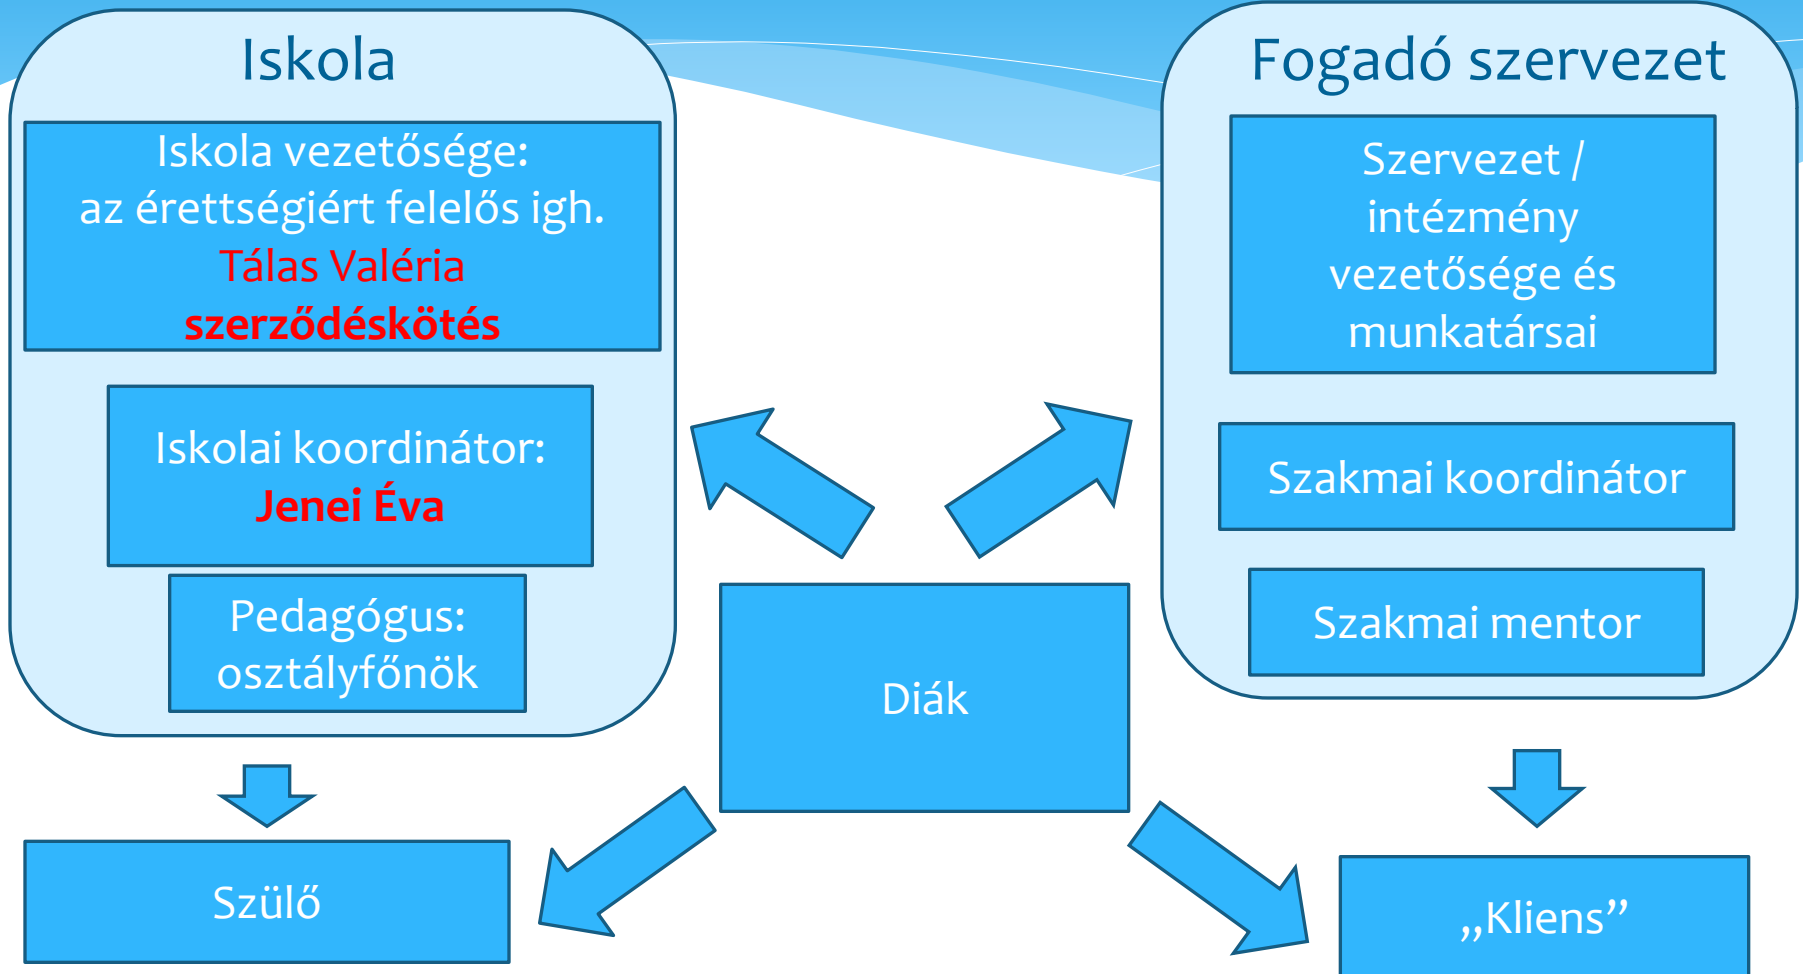 Iskola
Iskola vezetősége:
az érettségiért felelős igh.
Tálas Valéria
szerződéskötés
Iskolai koordinátor:
Jenei Éva
Pedagógus:
osztályfőnök
Szülő
Diák
Fogadó szervezet
Szervezet /
intézmény
vezetősége és
munkatársai
Szakmai koordinátor
Szakmai mentor
„Kliens”